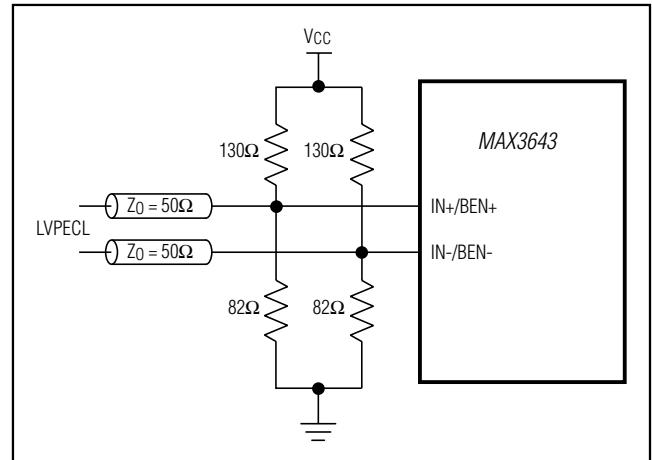 VCC
130Ω 130Ω
MAX3643
Z0 = 50Ω
IN+/BEN+
LVPECL
Z0 = 50Ω
IN-/BEN-
82Ω 82Ω